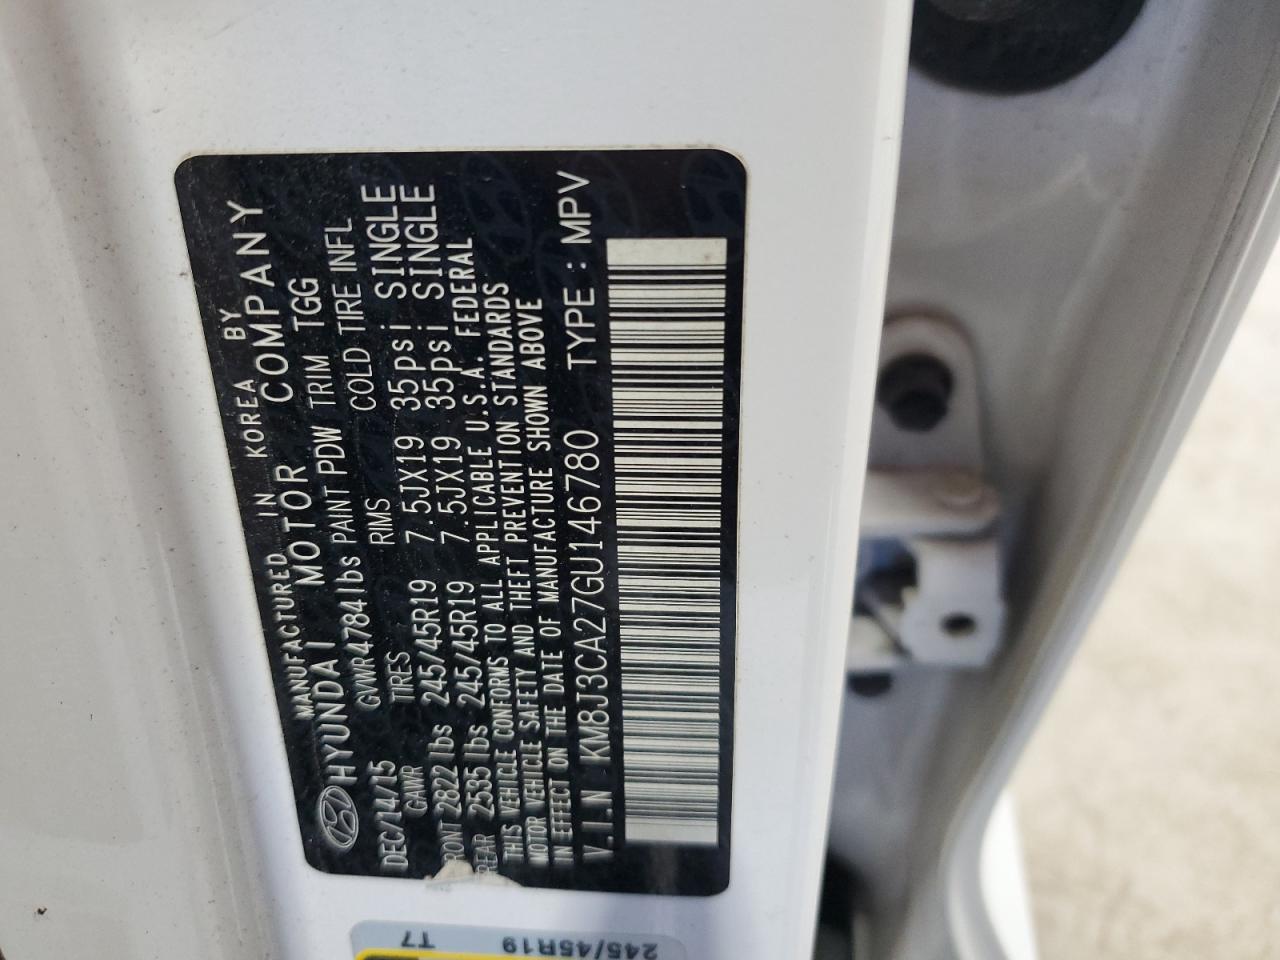 MANUFACTURED IN KOREA BY
HYUNDAI MOTOR COMPANY
DEC/14/15 GVWR4784lbs PAINT PDW TRIM TGG
GAWR TIRES RIMS COLD TIRE INFL
FRONT 2822 lbs 245/45R19 7.5JX19 35psi SINGLE
REAR 2535 lbs 245/45R19 7.5JX19 35psi SINGLE
THIS VEHICLE CONFORMS TO ALL APPLICABLE U.S.A. FEDERAL
MOTOR VEHICLE SAFETY AND THEFT PREVENTION STANDARDS
IN EFFECT ON THE DATE OF MANUFACTURE SHOWN ABOVE
V.I.N KM8J3CA27GU146780 TYPE: MPV
245/45R19 T7